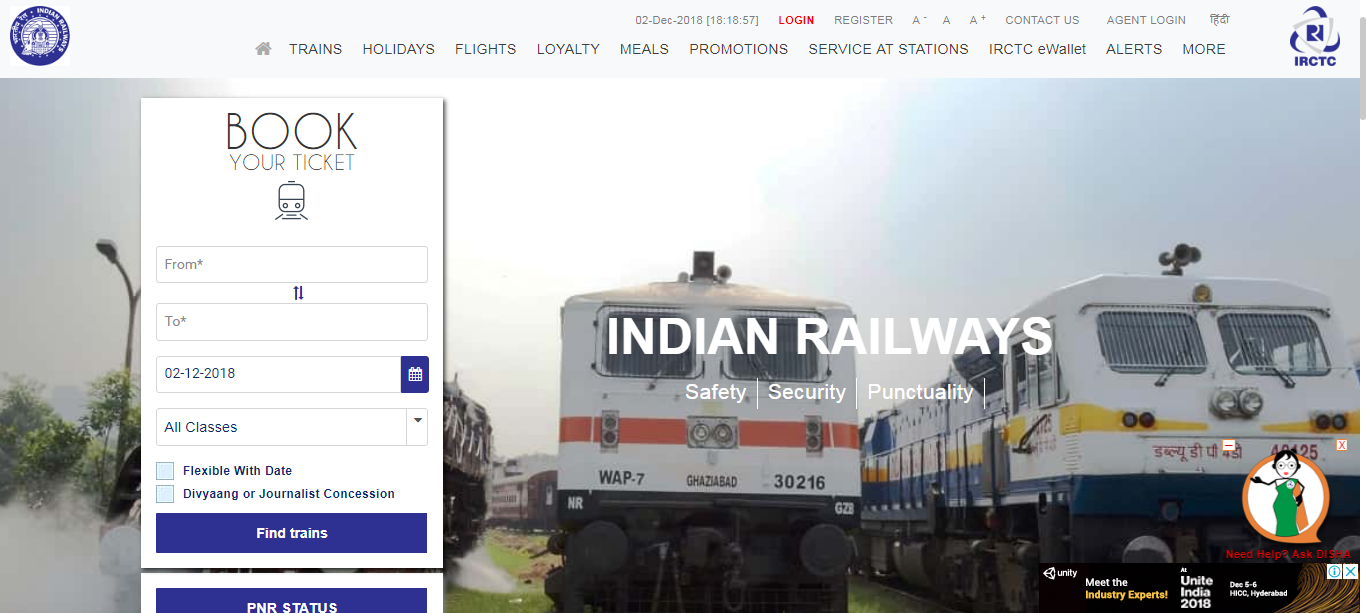 INDIAN RAILWAYS
02-Dec-2018 [18:18:57] LOGIN REGISTER A - A A + CONTACT US AGENT LOGIN हिंदी
TRAINS HOLIDAYS FLIGHTS LOYALTY MEALS PROMOTIONS SERVICE AT STATIONS IRCTC eWallet ALERTS MORE
IRCTC
BOOK
YOUR TICKET
From*
To*
02-12-2018
All Classes
Flexible With Date
Divyaang or Journalist Concession
Find trains
PNR STATUS
INDIAN RAILWAYS
Safety Security Punctuality
WAP-7 GHAZIABAD 30216
NR GZB
Need Help? Ask DISHA
unity
Meet the
Industry Experts!
At
Unite
India
2018
Dec 5-6
HICC, Hyderabad